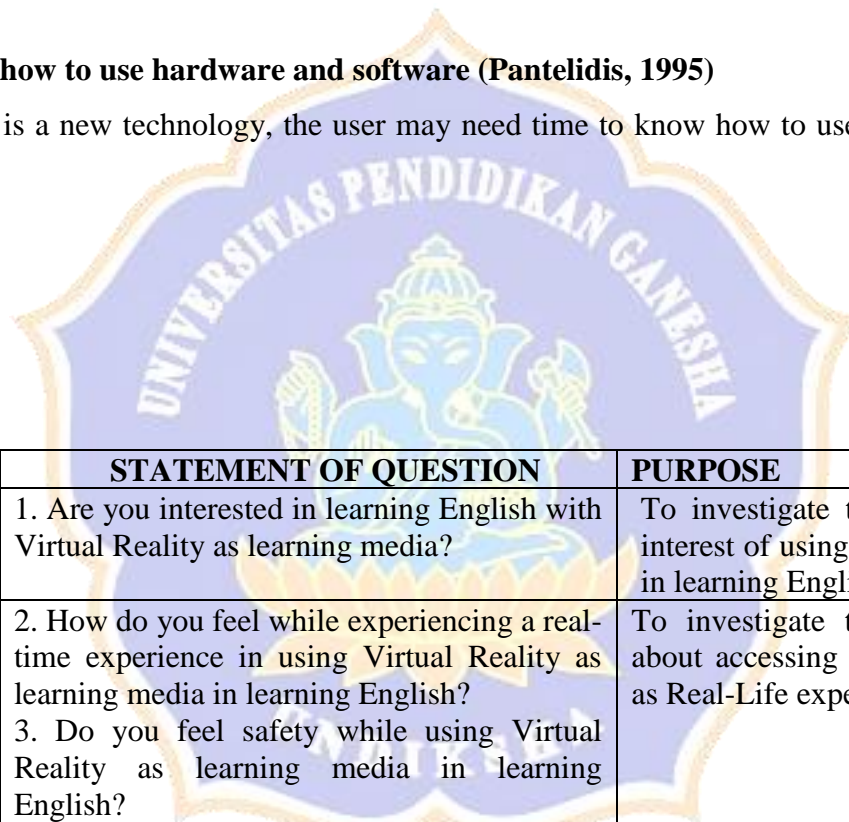 how to use hardware and software (Pantelidis, 1995)
is a new technology, the user may need time to know how to use
UNIVERSITAS PENDIDIKAN GANESHA
STATEMENT OF QUESTION
PURPOSE
1. Are you interested in learning English with
Virtual Reality as learning media?
To investigate t
interest of using
in learning Engl
2. How do you feel while experiencing a real-
time experience in using Virtual Reality as
learning media in learning English?
3. Do you feel safety while using Virtual
Reality as learning media in learning
English?
To investigate t
about accessing
as Real-Life expe
UNDIKSHA